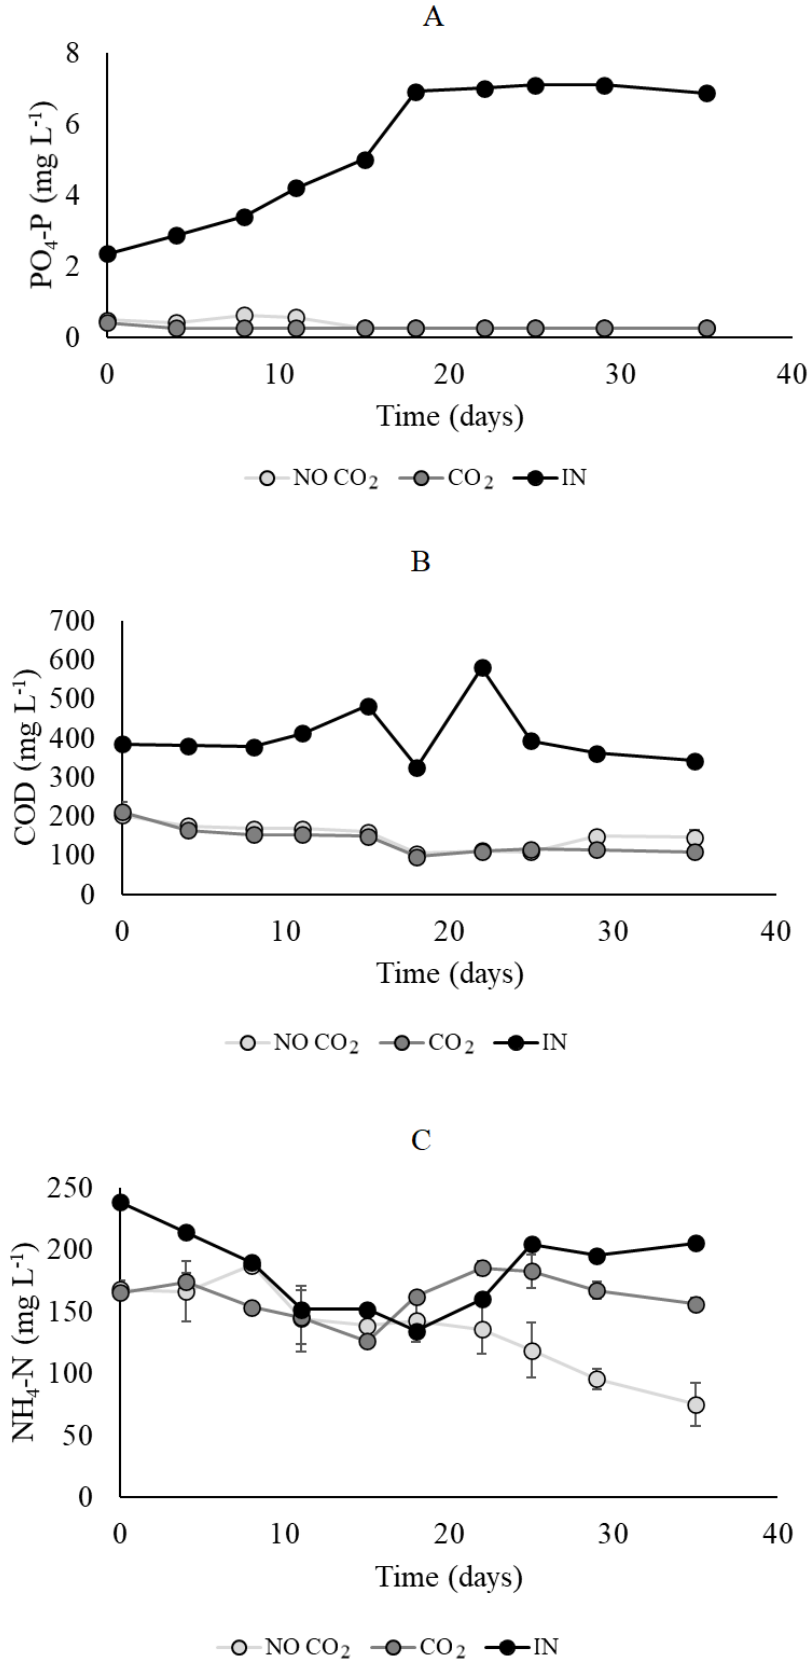 A
PO₄-P (mg L⁻¹)
8
6
4
2
0
0 10 20 30 40
Time (days)
NO CO₂ CO₂ IN
B
COD (mg L⁻¹)
700
600
500
400
300
200
100
0
0 10 20 30 40
Time (days)
NO CO₂ CO₂ IN
C
NH₄-N (mg L⁻¹)
250
200
150
100
50
0
0 10 20 30 40
Time (days)
NO CO₂ CO₂ IN